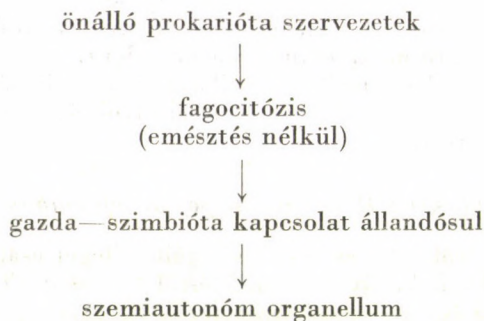 önálló prokarióta szervezetek
fagocitózis
(emésztés nélkül)
gazda—szimbióta kapcsolat állandósul
szemiautonóm organellum